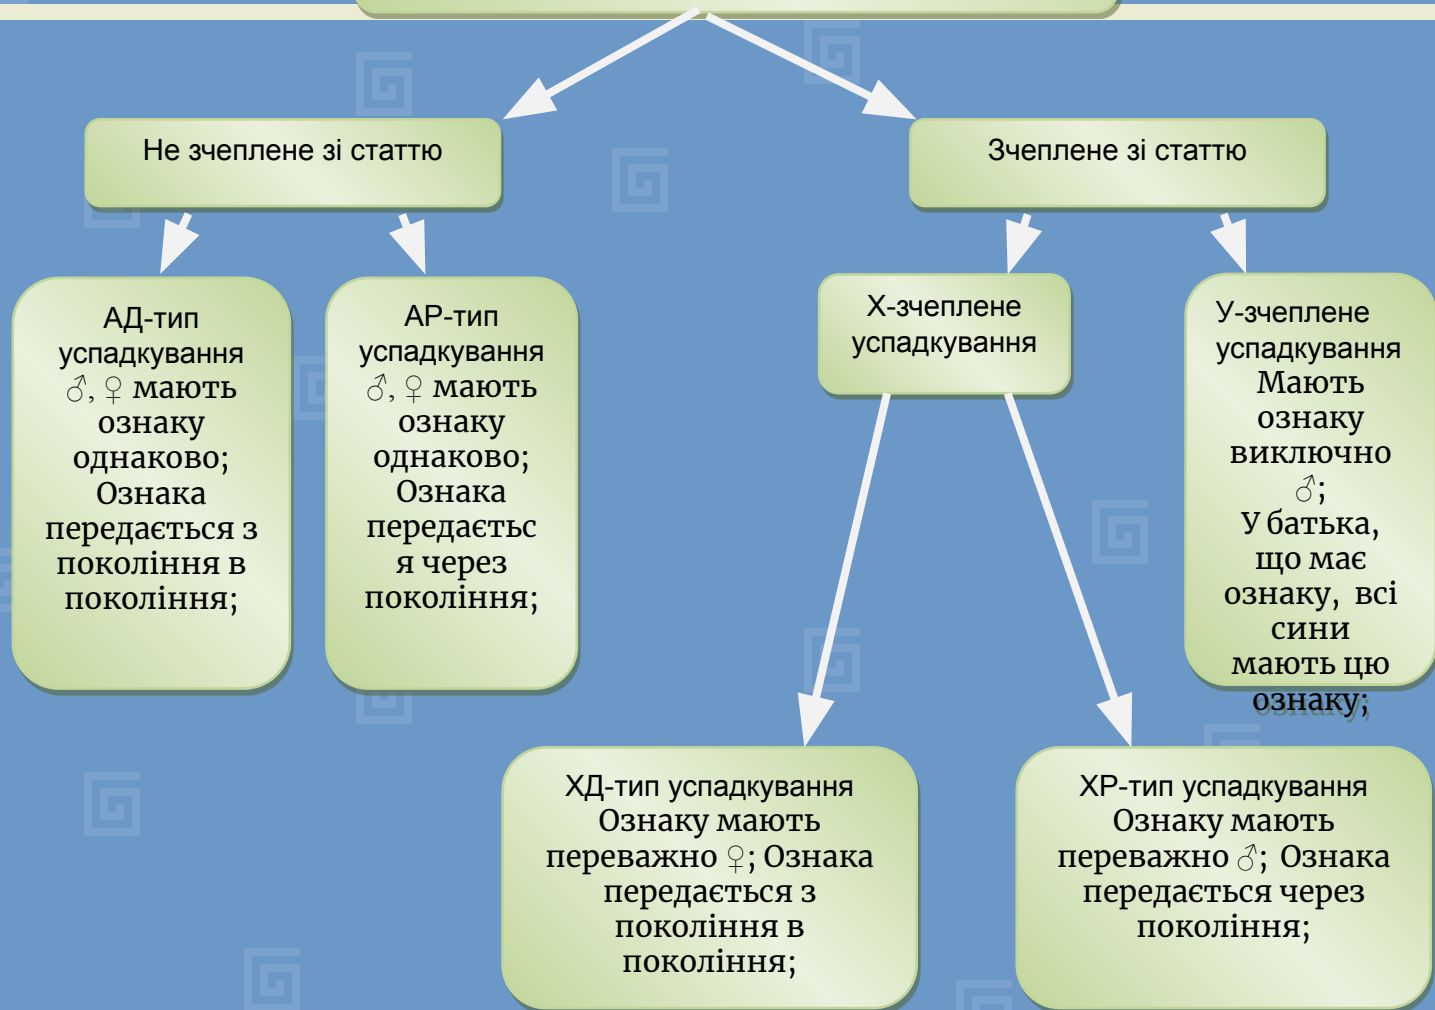 Не зчеплене зі статтю
Зчеплене зі статтю
АД-тип
успадкування
♂, ♀ мають
ознаку
однаково;
Ознака
передається з
покоління в
покоління;
АР-тип
успадкування
♂, ♀ мають
ознаку
однаково;
Ознака
передаєтьс
я через
покоління;
Х-зчеплене
успадкування
У-зчеплене
успадкування
Мають
ознаку
виключно
♂;
У батька,
що має
ознаку, всі
сини
мають цю
ознаку;
ХД-тип успадкування
Ознаку мають
переважно ♀; Ознака
передається з
покоління в
покоління;
ХР-тип успадкування
Ознаку мають
переважно ♂; Ознака
передається через
покоління;